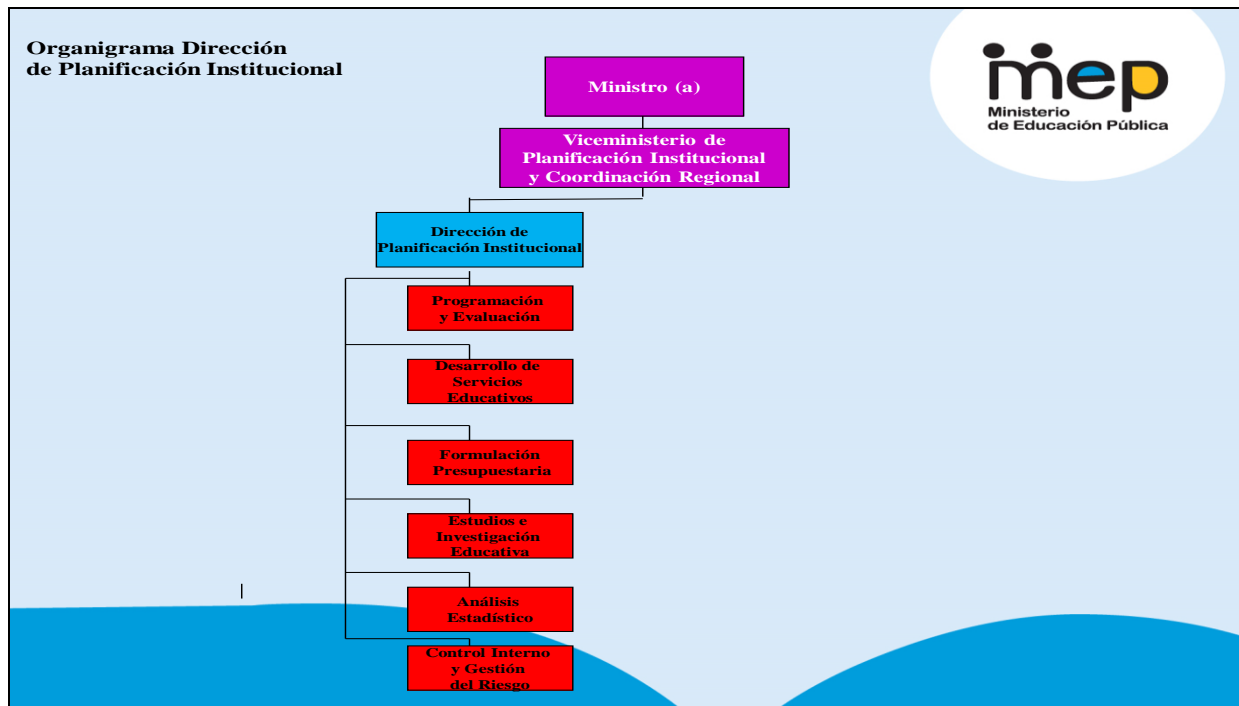 Organigrama Dirección
de Planificación Institucional
mep
Ministerio
de Educación Pública
Ministro (a)
Viceministerio de
Planificación Institucional
y Coordinación Regional
Dirección de
Planificación Institucional
Programación
y Evaluación
Desarrollo de
Servicios
Educativos
Formulación
Presupuestaria
Estudios e
Investigación
Educativa
Análisis
Estadístico
Control Interno
y Gestión
del Riesgo